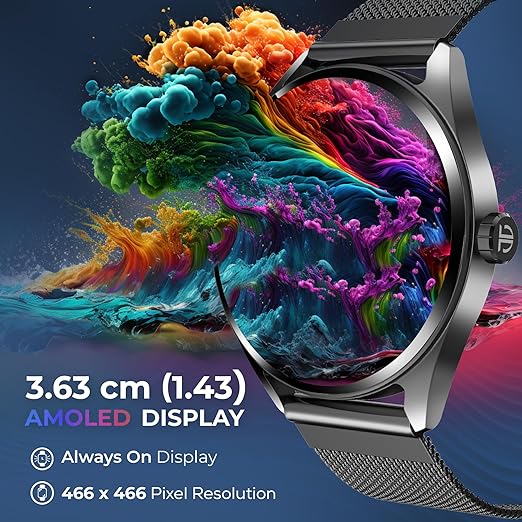 3.63 cm (1.43)
AMOLED DISPLAY
Always On Display
466 x 466 Pixel Resolution